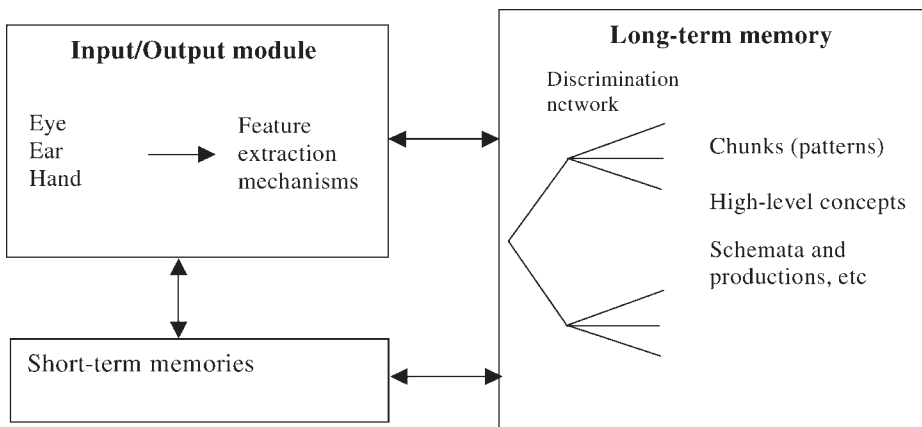 Input/Output module
Eye
Ear
Hand
Feature
extraction
mechanisms
Short-term memories
Long-term memory
Discrimination
network
Chunks (patterns)
High-level concepts
Schemata and
productions, etc